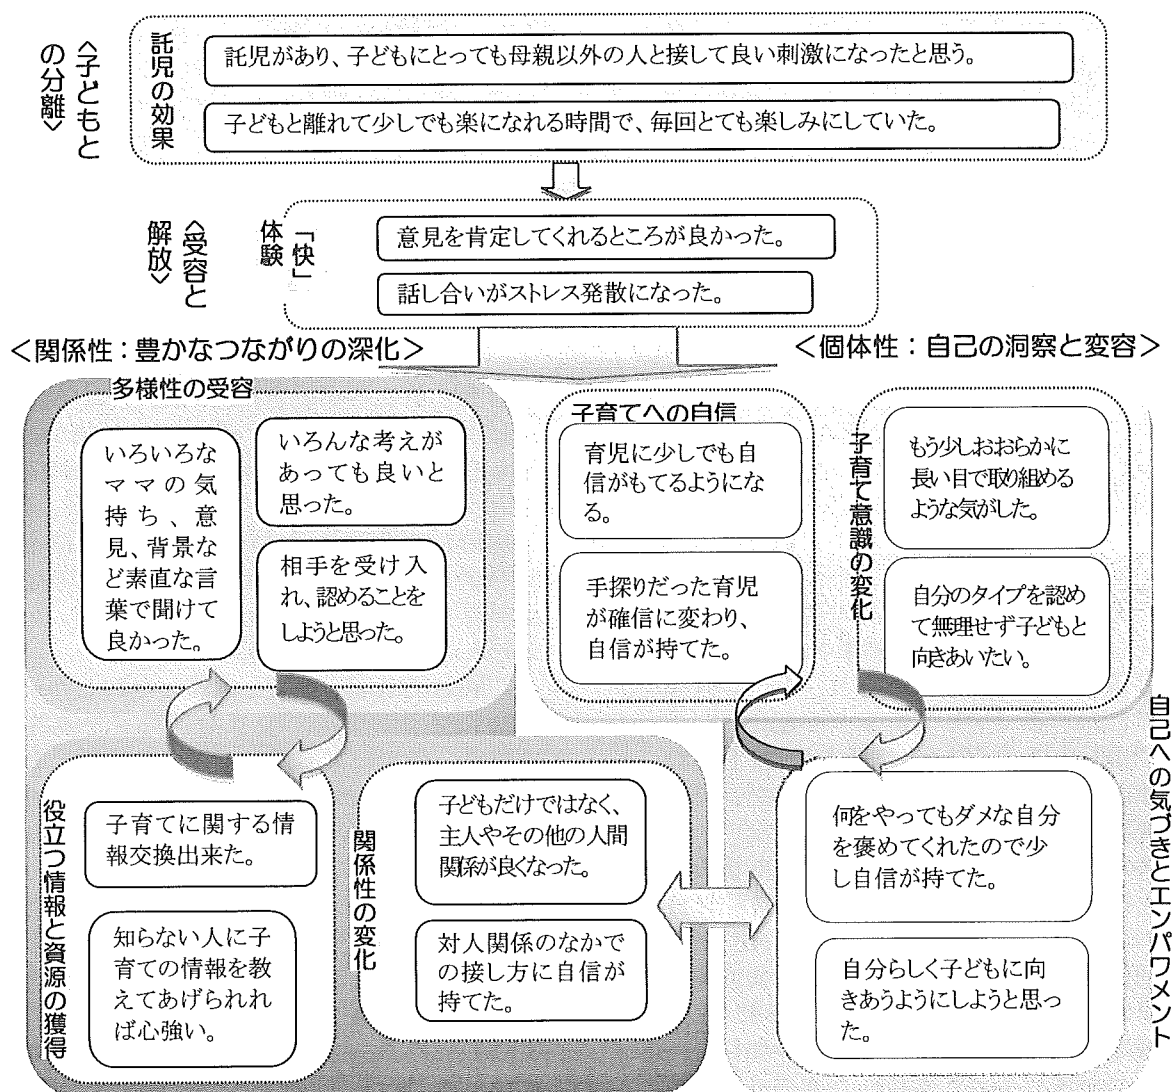 〈子どもと
の分離〉
託児の効果
託児があり、子どもにとっても母親以外の人と接して良い刺激になったと思う。
子どもと離れて少しでも楽になれる時間で、毎回とても楽しみにしていた。
〈受容と
解放〉
「快」
体験
意見を肯定してくれるところが良かった。
話し合いがストレス発散になった。
＜関係性：豊かなつながりの深化＞
＜個体性：自己の洞察と変容＞
多様性の受容
いろいろな
ママの気
持ち、意
見、背景な
ど素直な言
葉で聞けて
良かった。
いろんな考えが
あっても良いと
思った。
相手を受け入
れ、認めることを
しようと思った。
子育てへの自信
育児に少しでも自
信がもてるようにな
る。
手探りだった育児
が確信に変わり、
自信が持てた。
子育て意識の変化
もう少しおおらかに
長い目で取り組める
ような気がした。
自分のタイプを認め
て無理せず子どもと
向きあいたい。
役立つ情報と資源の獲得
子育てに関する情
報交換出来た。
知らない人に子
育ての情報を教
えてあげられれ
ば心強い。
関係性の変化
子どもだけではなく、
主人やその他の人間
関係が良くなった。
対人関係のなかで
の接し方に自信が
持てた。
自己への気づきとエンパワメント
何をやってもダメな自分
を褒めてくれたので少
し自信が持てた。
自分らしく子どもに向
きあうようにしようと思っ
た。